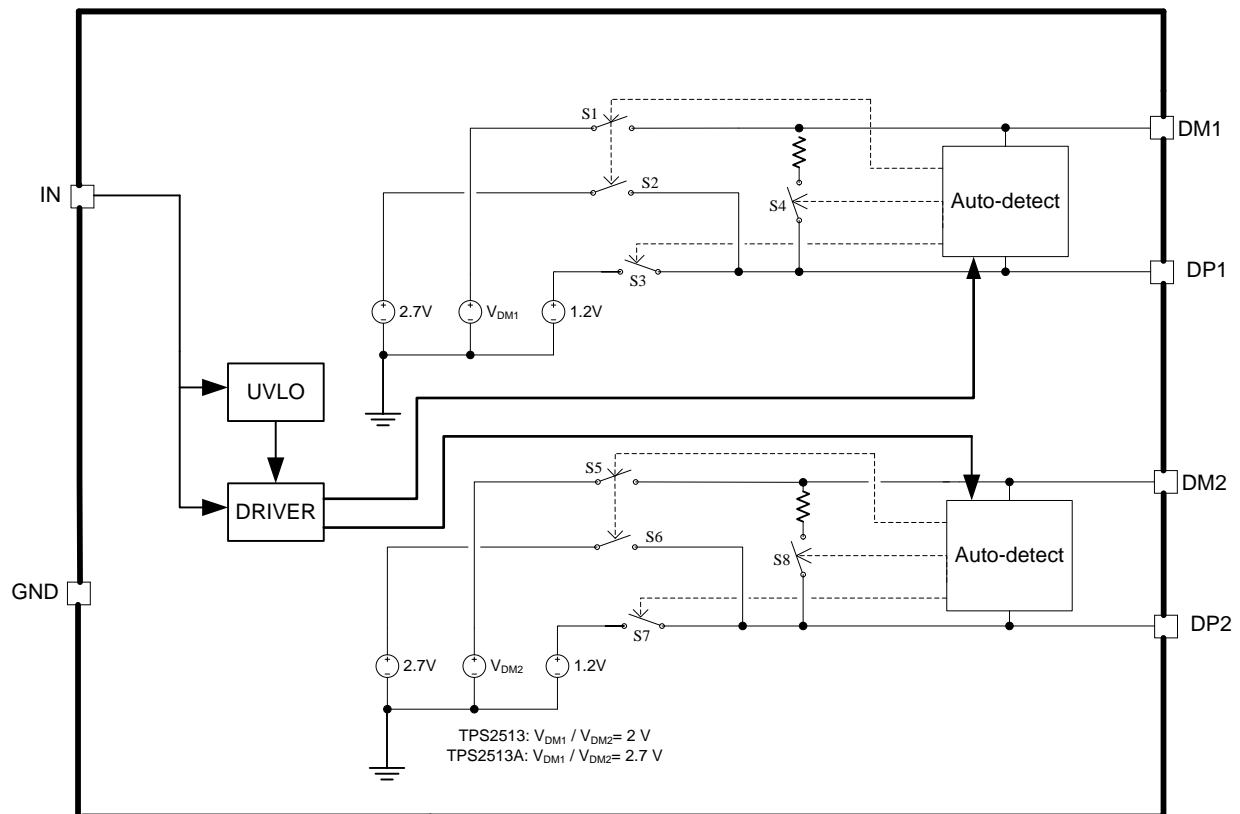 DM1
S1
IN
S2
Auto-detect
S4
DP1
S3
2.7V
VDM1
1.2V
UVLO
DM2
S5
DRIVER
S6
Auto-detect
S8
GND
DP2
S7
2.7V
VDM2
1.2V
TPS2513: VDM1 / VDM2= 2 V
TPS2513A: VDM1 / VDM2= 2.7 V